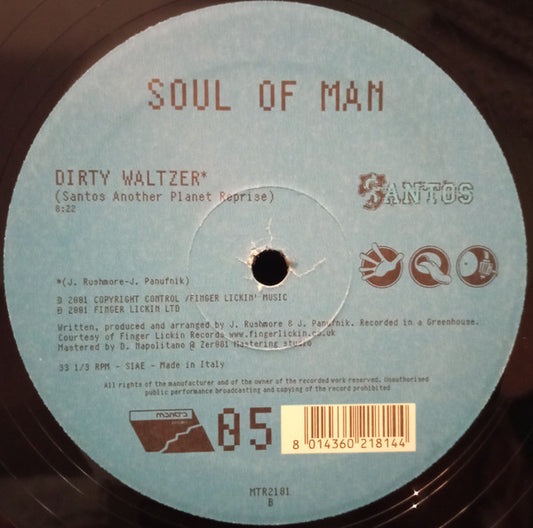 SOUL OF MAN
DIRTY WALTZER*
(Santos Another Planet Reprise)
8:22
SANTOS
*(J. Rushmore-J. Panufnik)
℗ 2001 COPYRIGHT CONTROL /FINGER LICKIN' MUSIC
℗ 2001 FINGER LICKIN LTD
Written, produced and arranged by J. Rushmore & J. Panufnik. Recorded in a Greenhouse.
Courtesy of Finger Lickin Records www.fingerlickin.co.uk
Mastered by D. Napolitano @ Zer001 Mastering studio
33 1/3 RPM - SIAE - Made in Italy
All rights of the manufacturer and of the owner of the recorded work reserved. Unauthorised
public performance broadcasting and copying of the record prohibited
mantra
05
8 014360 218144
MTR2181
B